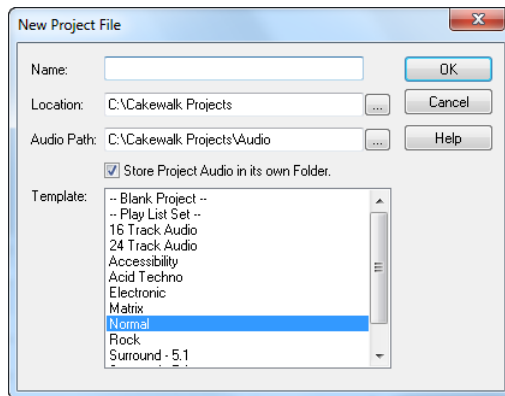 New Project File
Name:
OK
Location: C:\Cakewalk Projects ... Cancel
Audio Path: C:\Cakewalk Projects\Audio ... Help
Store Project Audio in its own Folder.
Template:
-- Blank Project --
-- Play List Set --
16 Track Audio
24 Track Audio
Accessibility
Acid Techno
Electronic
Matrix
Normal
Rock
Surround - 5.1